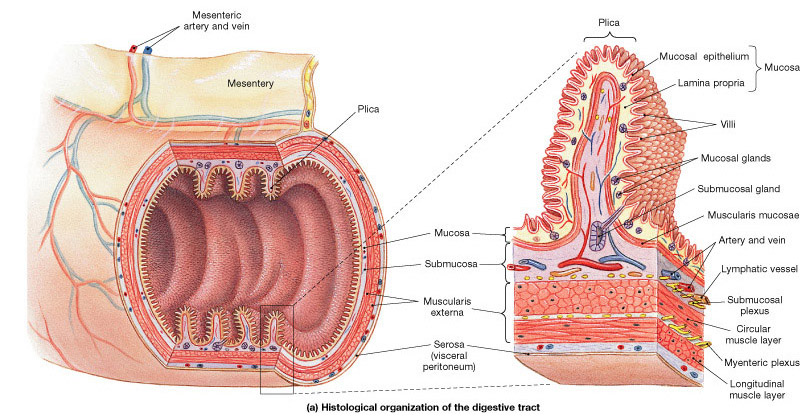 Mesenteric
artery and vein
Mesentery
Plica
Mucosa
Submucosa
Muscularis
externa
Serosa
(visceral
peritoneum)
Plica
Mucosal epithelium
Mucosa
Lamina propria
Villi
Mucosal glands
Submucosal gland
Muscularis mucosae
Artery and vein
Lymphatic vessel
Submucosal
plexus
Circular
muscle layer
Myenteric plexus
Longitudinal
muscle layer
(a) Histological organization of the digestive tract